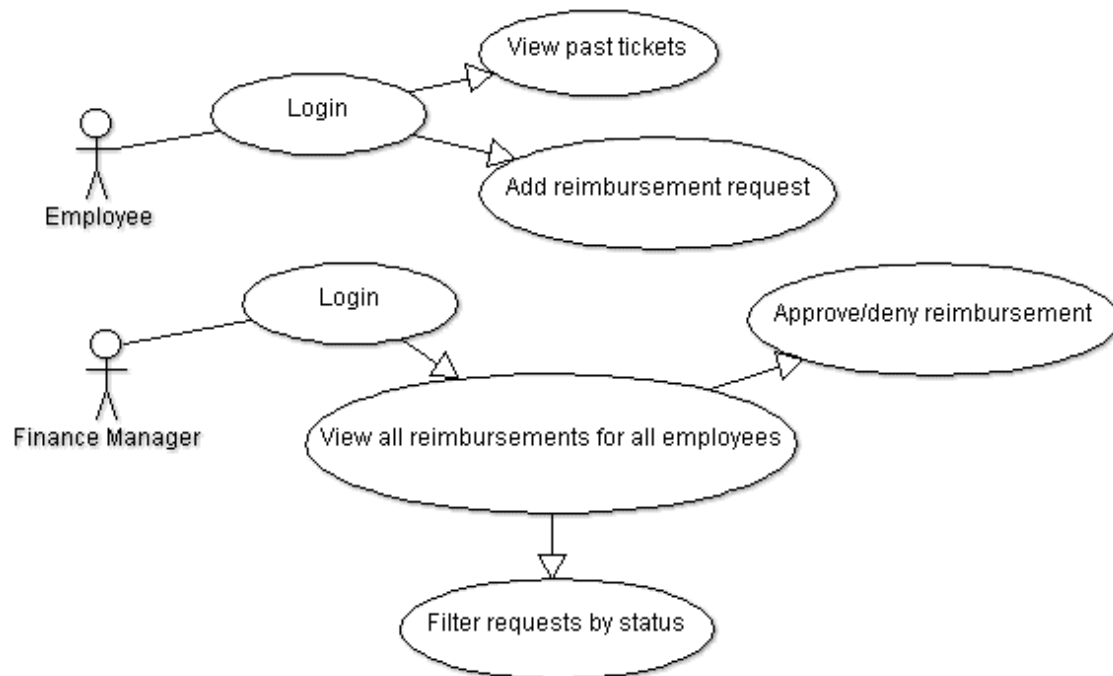 View past tickets
Login
Add reimbursement request
Employee
Login
Approve/deny reimbursement
Finance Manager
View all reimbursements for all employees
Filter requests by status